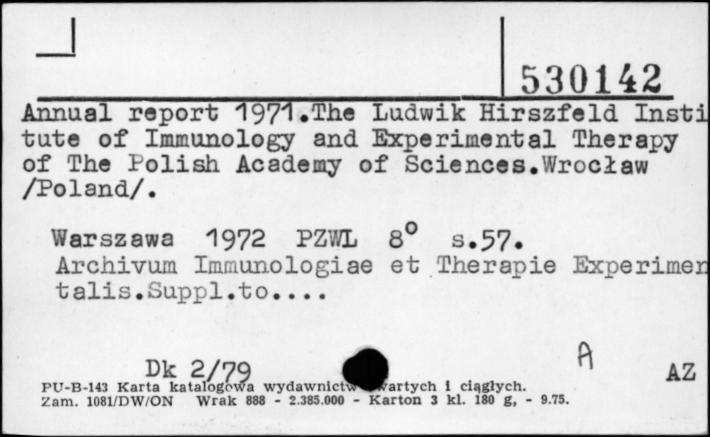 530142
Annual report 1971.The Ludwik Hirszfeld Insti
tute of Immunology and Experimental Therapy
of The Polish Academy of Sciences.Wrocław
/Poland/.
Warszawa 1972 PZWL 8° s.57.
Archivum Immunologiae et Therapie Experimen
talis.Suppl.to....
Dk 2/79
A
AZ
PU-B-143 Karta katalogowa wydawnictw zwartych i ciągłych.
Zam. 1081/DW/ON Wrak 888 - 2.385.000 - Karton 3 kl. 180 g, - 9.75.